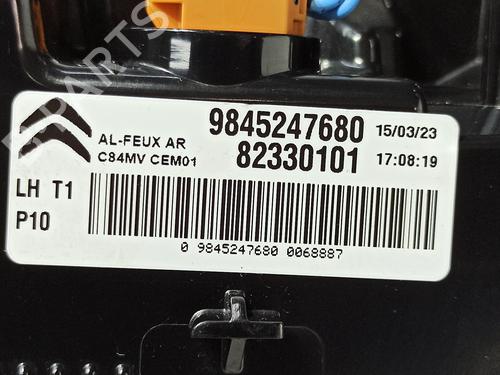 B-PARTS
9845247680 15/03/23
AL-FEUX AR
C84MV CEM01 82330101 17:08:19
LH T1
P10
0 9845247680 0068887